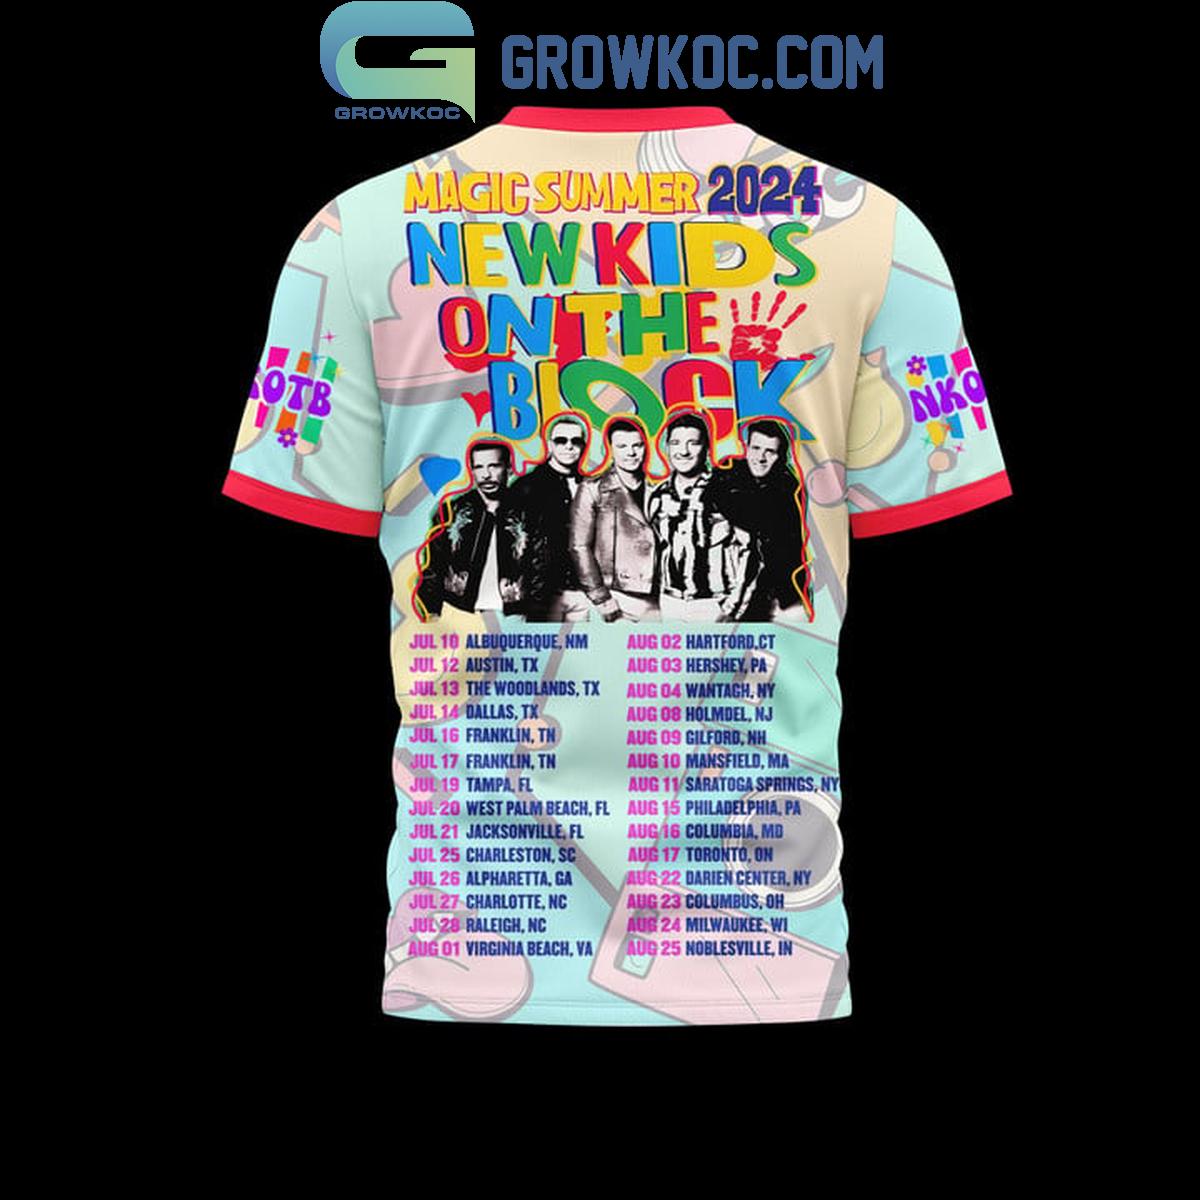 GROWKOC.COM
GROWKOC
MAGIC SUMMER 2024
NEW KIDS
ON THE
BLOCK
KOTB
NKO
JUL 10 ALBUQUERQUE, NM
JUL 12 AUSTIN, TX
JUL 13 THE WOODLANDS, TX
JUL 14 DALLAS, TX
JUL 16 FRANKLIN, TN
JUL 17 FRANKLIN, TN
JUL 19 TAMPA, FL
JUL 20 WEST PALM BEACH, FL
JUL 21 JACKSONVILLE, FL
JUL 25 CHARLESTON, SC
JUL 26 ALPHARETTA, GA
JUL 27 CHARLOTTE, NC
JUL 28 RALEIGH, NC
AUG 01 VIRGINIA BEACH, VA
AUG 02 HARTFORD,CT
AUG 03 HERSHEY, PA
AUG 04 WANTAGH, NY
AUG 08 HOLMDEL, NJ
AUG 09 GILFORD, NH
AUG 10 MANSFIELD, MA
AUG 11 SARATOGA SPRINGS, NY
AUG 15 PHILADELPHIA, PA
AUG 16 COLUMBIA, MD
AUG 17 TORONTO, ON
AUG 22 DARIEN CENTER, NY
AUG 23 COLUMBUS, OH
AUG 24 MILWAUKEE, WI
AUG 25 NOBLESVILLE, IN